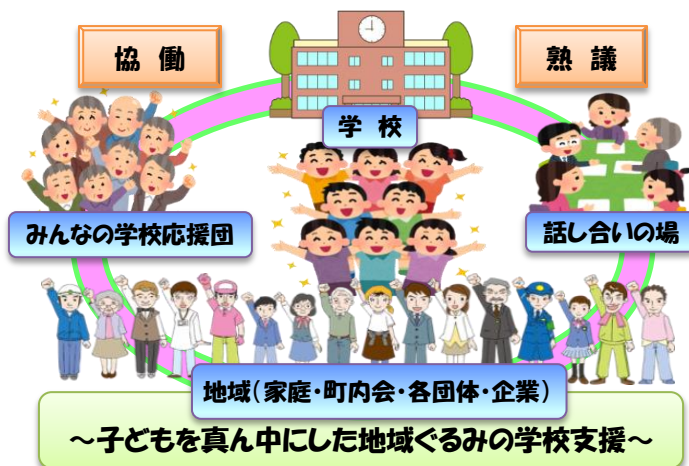 協働
熟議
学校
みんなの学校応援団
話し合いの場
地域(家庭・町内会・各団体・企業)
～子どもを真ん中にした地域ぐるみの学校支援～